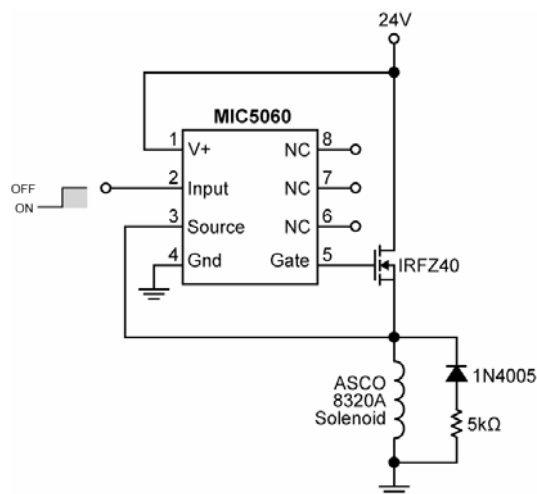 24V
MIC5060
1 V+ NC 8
OFF
ON
2 Input NC 7
3 Source NC 6
4 Gnd Gate 5
IRFZ40
ASCO
8320A
Solenoid
1N4005
5kΩ